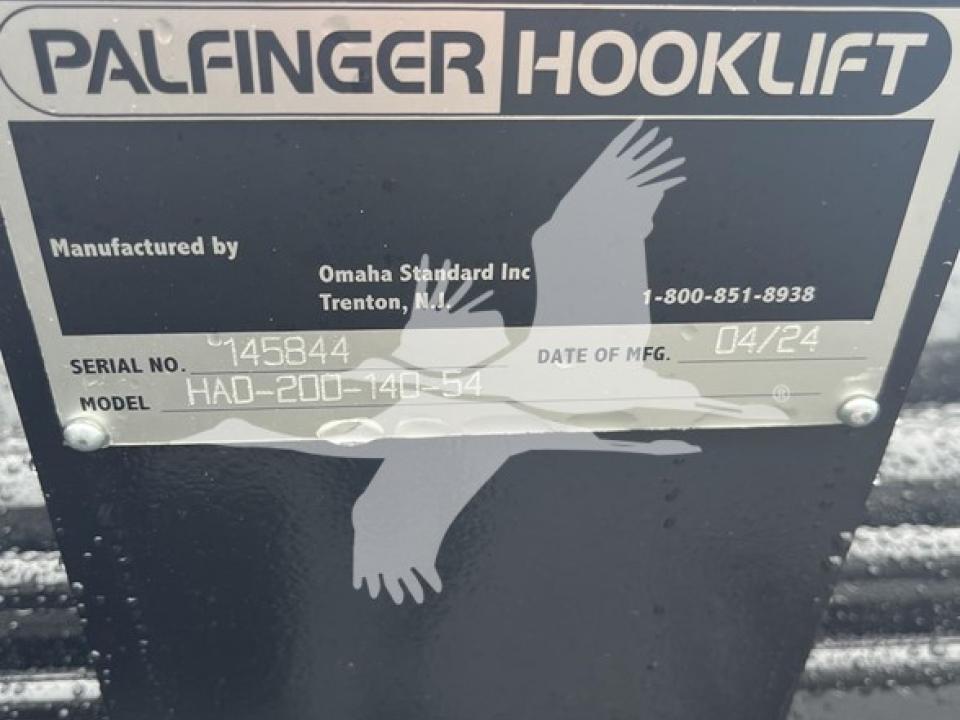 PALFINGER HOOKLIFT
Manufactured by
Omaha Standard Inc
Trenton, N.J. 1-800-851-8938
SERIAL NO. 145844 DATE OF MFG. 04/24
MODEL HAO-200-140-54
®